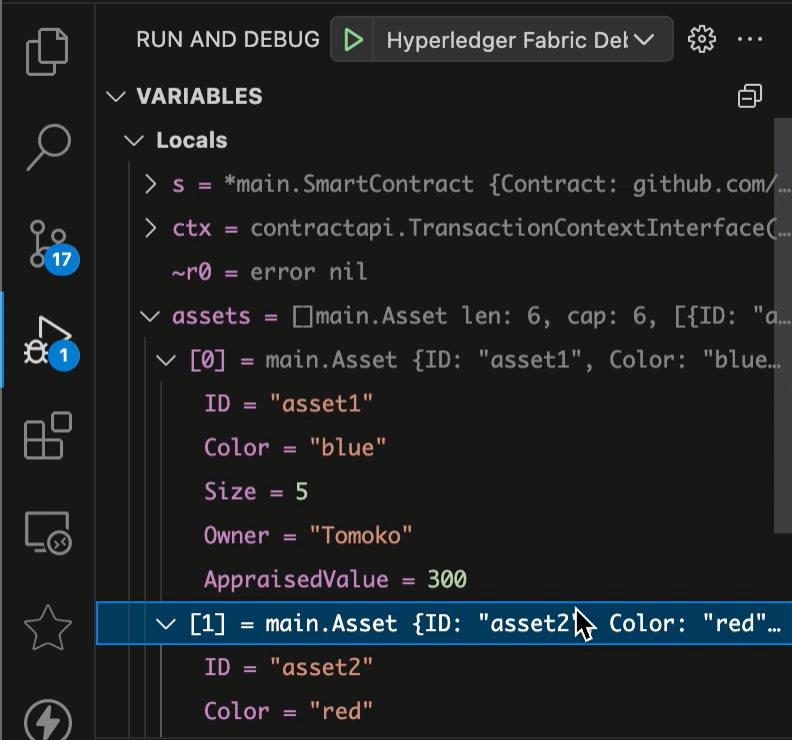 RUN AND DEBUG Hyperledger Fabric Del
VARIABLES
Locals
s = *main.SmartContract {Contract: github.com/…
ctx = contractapi.TransactionContextInterface(…
~r0 = error nil
17
assets = []main.Asset len: 6, cap: 6, [{ID: "a…
1
[0] = main.Asset {ID: "asset1", Color: "blue…
ID = "asset1"
Color = "blue"
Size = 5
Owner = "Tomoko"
AppraisedValue = 300
[1] = main.Asset {ID: "asset2", Color: "red"…
ID = "asset2"
Color = "red"